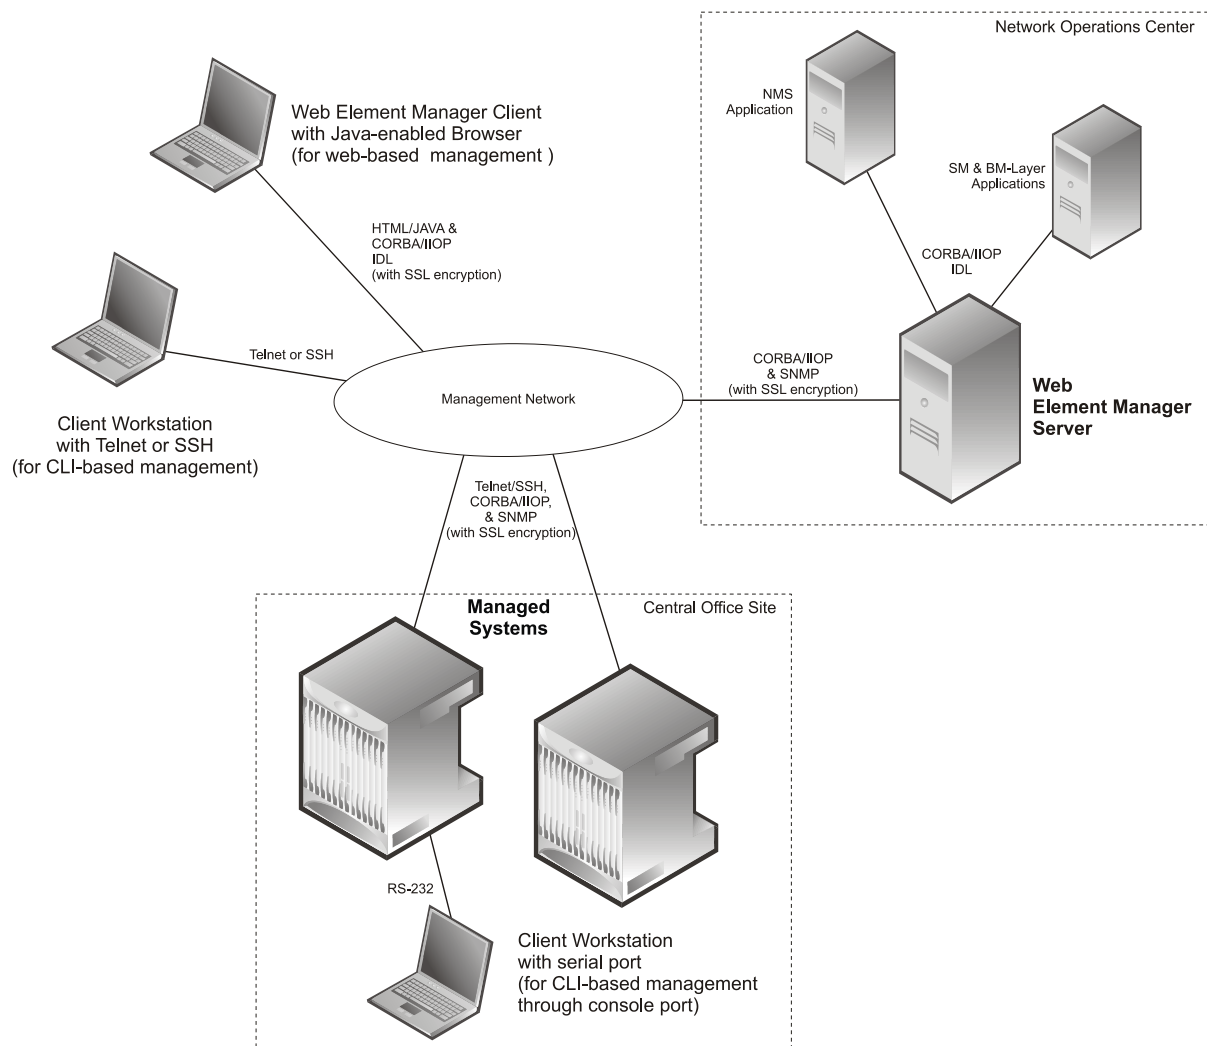 Network Operations Center
NMS
Application
SM & BM-Layer
Applications
CORBA/IIOP
IDL
Web Element Manager Client
with Java-enabled Browser
(for web-based management )
HTML/JAVA &
CORBA/IIOP
IDL
(with SSL encryption)
Telnet or SSH
Client Workstation
with Telnet or SSH
(for CLI-based management)
Management Network
CORBA/IIOP
& SNMP
(with SSL encryption)
Web
Element Manager
Server
Telnet/SSH,
CORBA/IIOP,
& SNMP
(with SSL encryption)
Managed
Systems
Central Office Site
RS-232
Client Workstation
with serial port
(for CLI-based management
through console port)